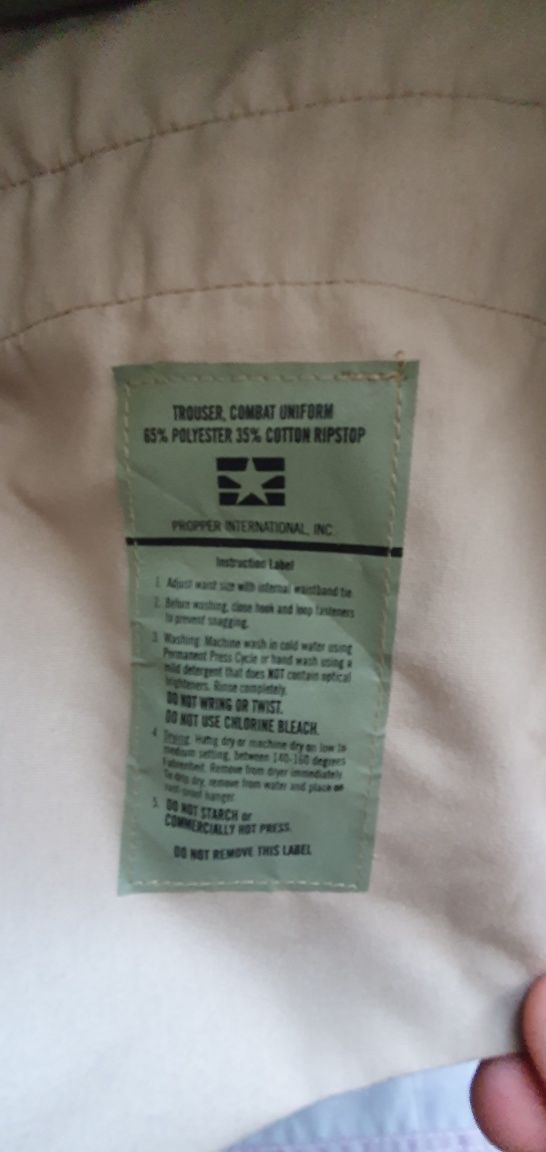 TROUSER, COMBAT UNIFORM
65% POLYESTER 35% COTTON RIPSTOP
PROPPER INTERNATIONAL, INC.
Instruction Label
1. Adjust waist size with internal waistband tie.
2. Before washing, close hook and loop fasteners
to prevent snagging.
3. Washing: Machine wash in cold water using
Permanent Press Cycle or hand wash using a
mild detergent that does NOT contain optical
brighteners. Rinse completely.
DO NOT WRING OR TWIST.
DO NOT USE CHLORINE BLEACH.
4. Drying: Hang dry or machine dry on low to
medium setting, between 140-160 degrees
Fahrenheit. Remove from dryer immediately.
To drip dry, remove from water and place on
rust-proof hanger.
5. DO NOT STARCH or
COMMERCIALLY HOT PRESS.
DO NOT REMOVE THIS LABEL